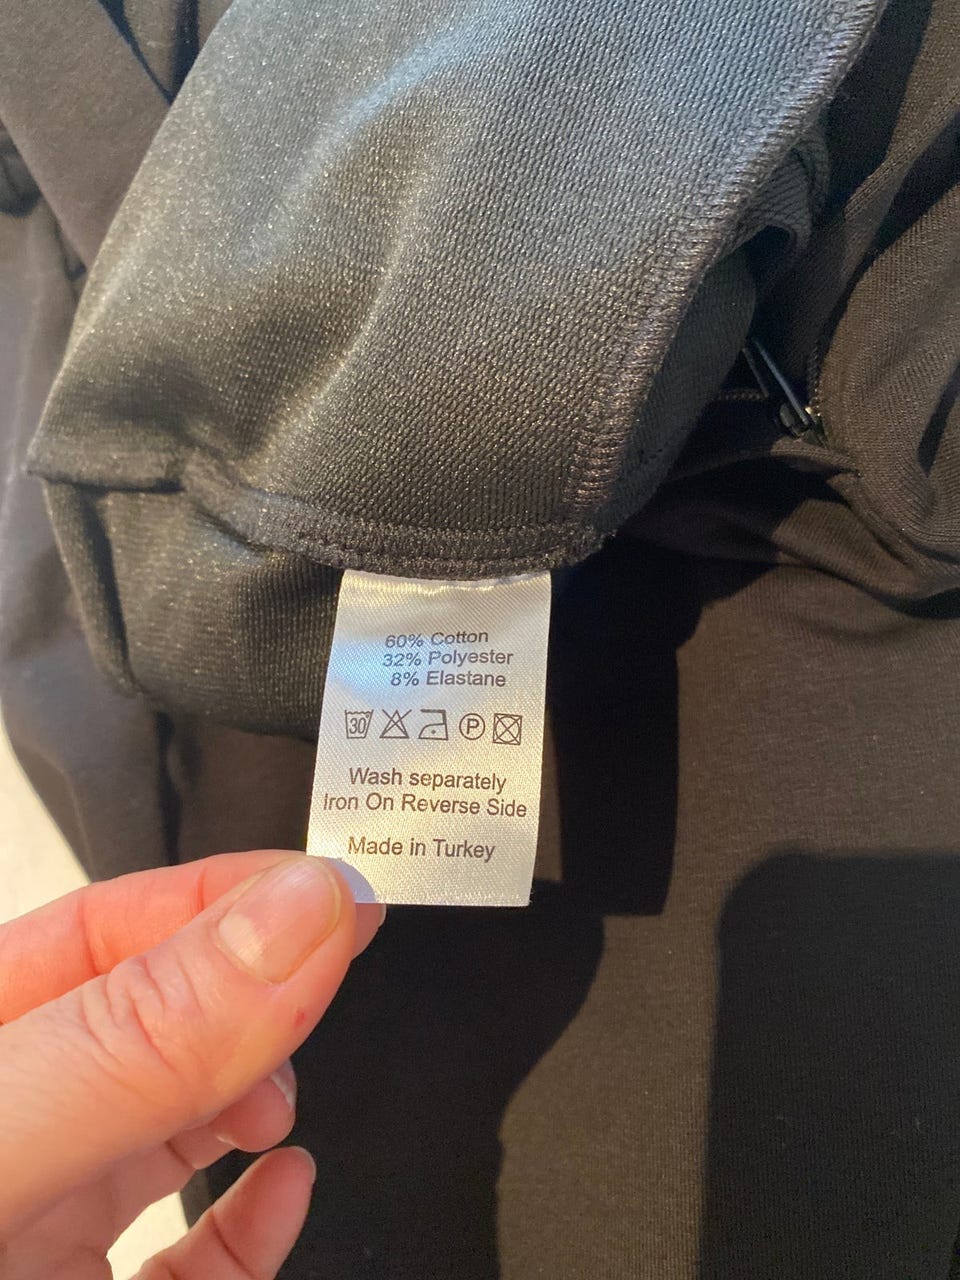 60% Cotton
32% Polyester
8% Elastane
30 P
Wash separately
Iron On Reverse Side
Made in Turkey